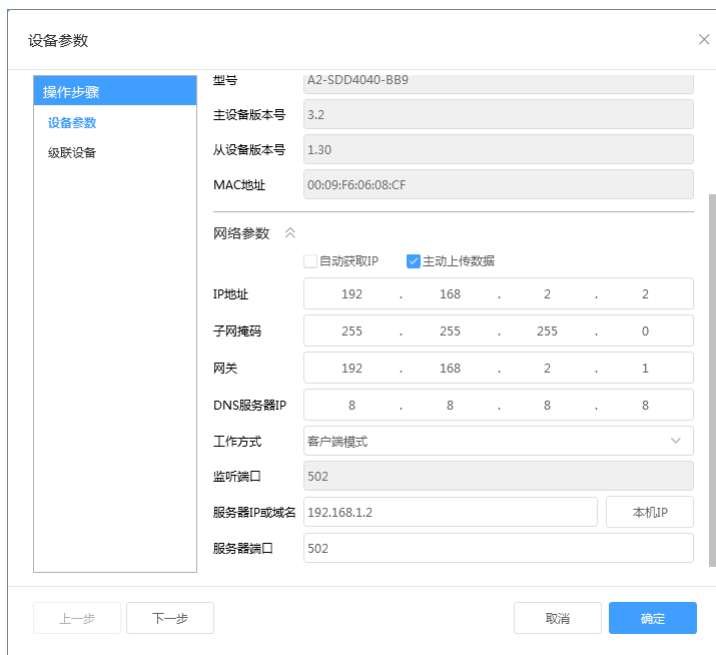 设备参数
操作步骤
设备参数
级联设备
型号 A2-SDD4040-BB9
主设备版本号 3.2
从设备版本号 1.30
MAC地址 00:09:F6:06:08:CF
网络参数
自动获取IP 主动上传数据
IP地址 192 . 168 . 2 . 2
子网掩码 255 . 255 . 255 . 0
网关 192 . 168 . 2 . 1
DNS服务器IP 8 . 8 . 8 . 8
工作方式 客户端模式
监听端口 502
服务器IP或域名 192.168.1.2 本机IP
服务器端口 502
上一步 下一步 取消 确定